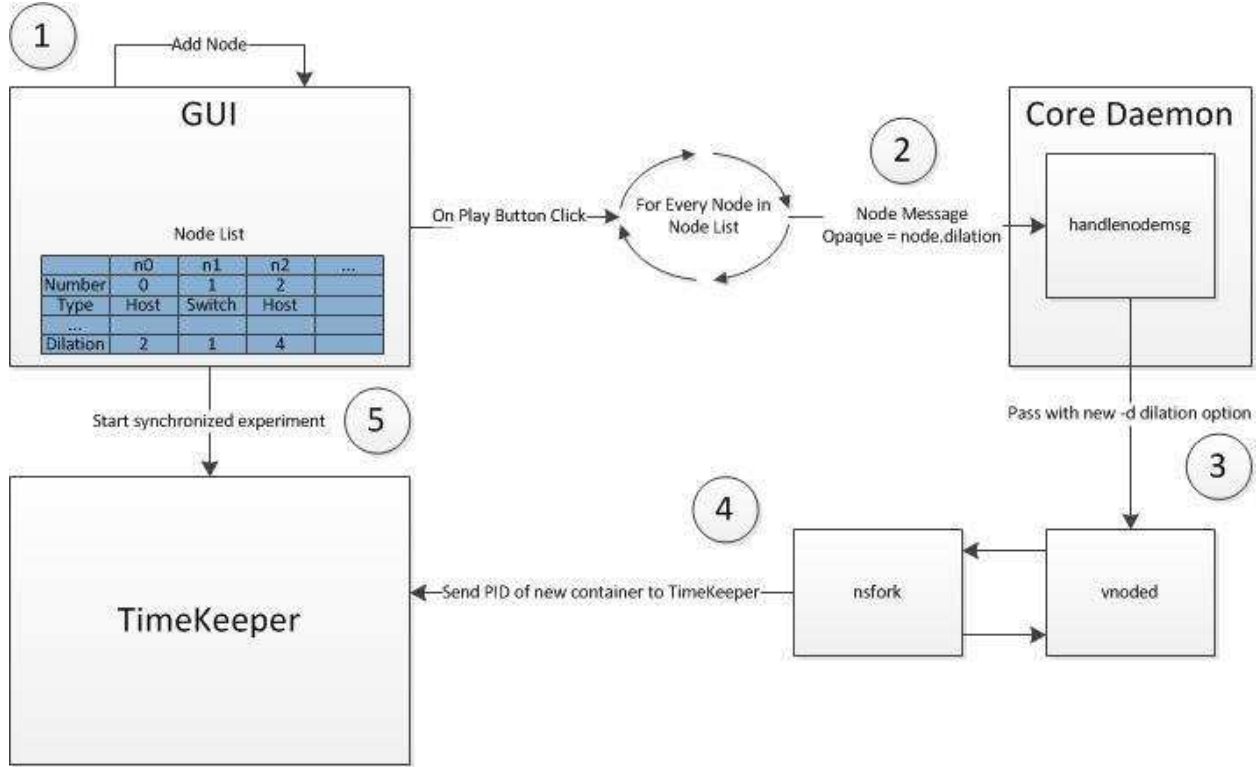 1
Add Node
GUI
Node List
n0 n1 n2 ...
Number 0 1 2
Type Host Switch Host
...
Dilation 2 1 4
On Play Button Click
For Every Node in
Node List
2
Node Message
Opaque = node.dilation
Core Daemon
handlenodemsg
Pass with new -d dilation option
3
vnoded
nsfork
4
Send PID of new container to TimeKeeper
Start synchronized experiment
5
TimeKeeper